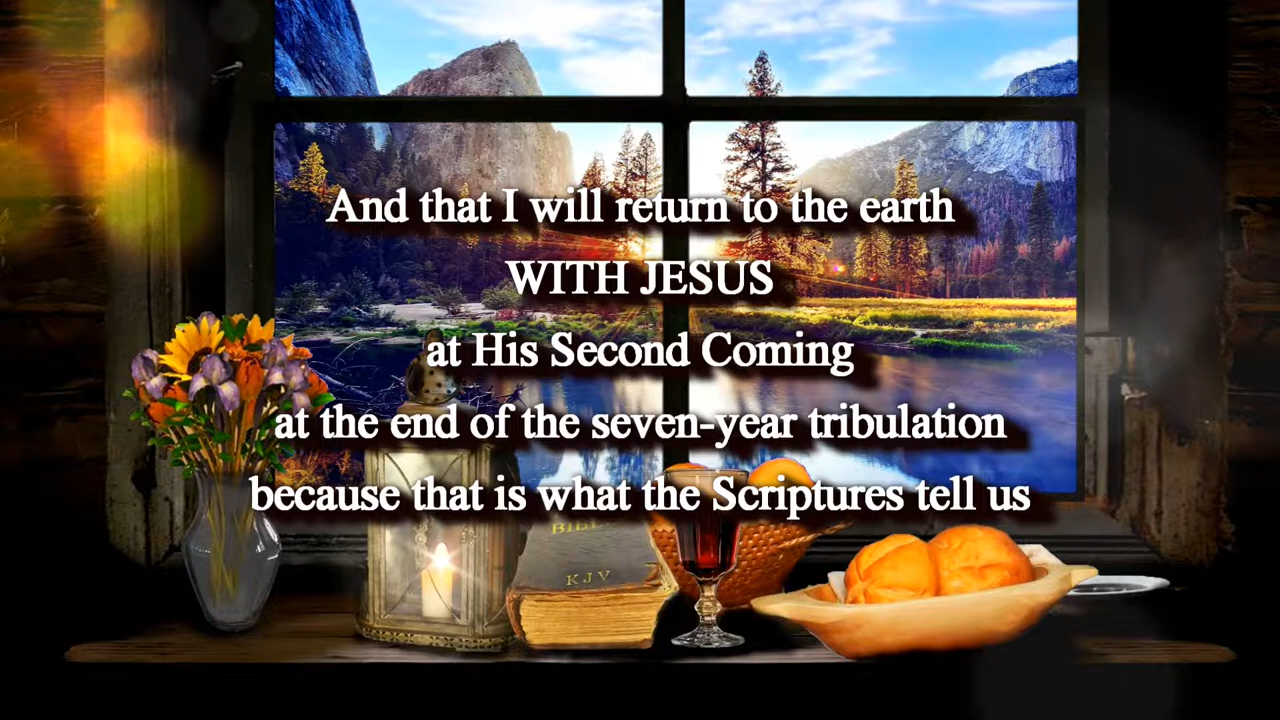 And that I will return to the earth
WITH JESUS
at His Second Coming
at the end of the seven-year tribulation
because that is what the Scriptures tell us
BIBLE
KJV